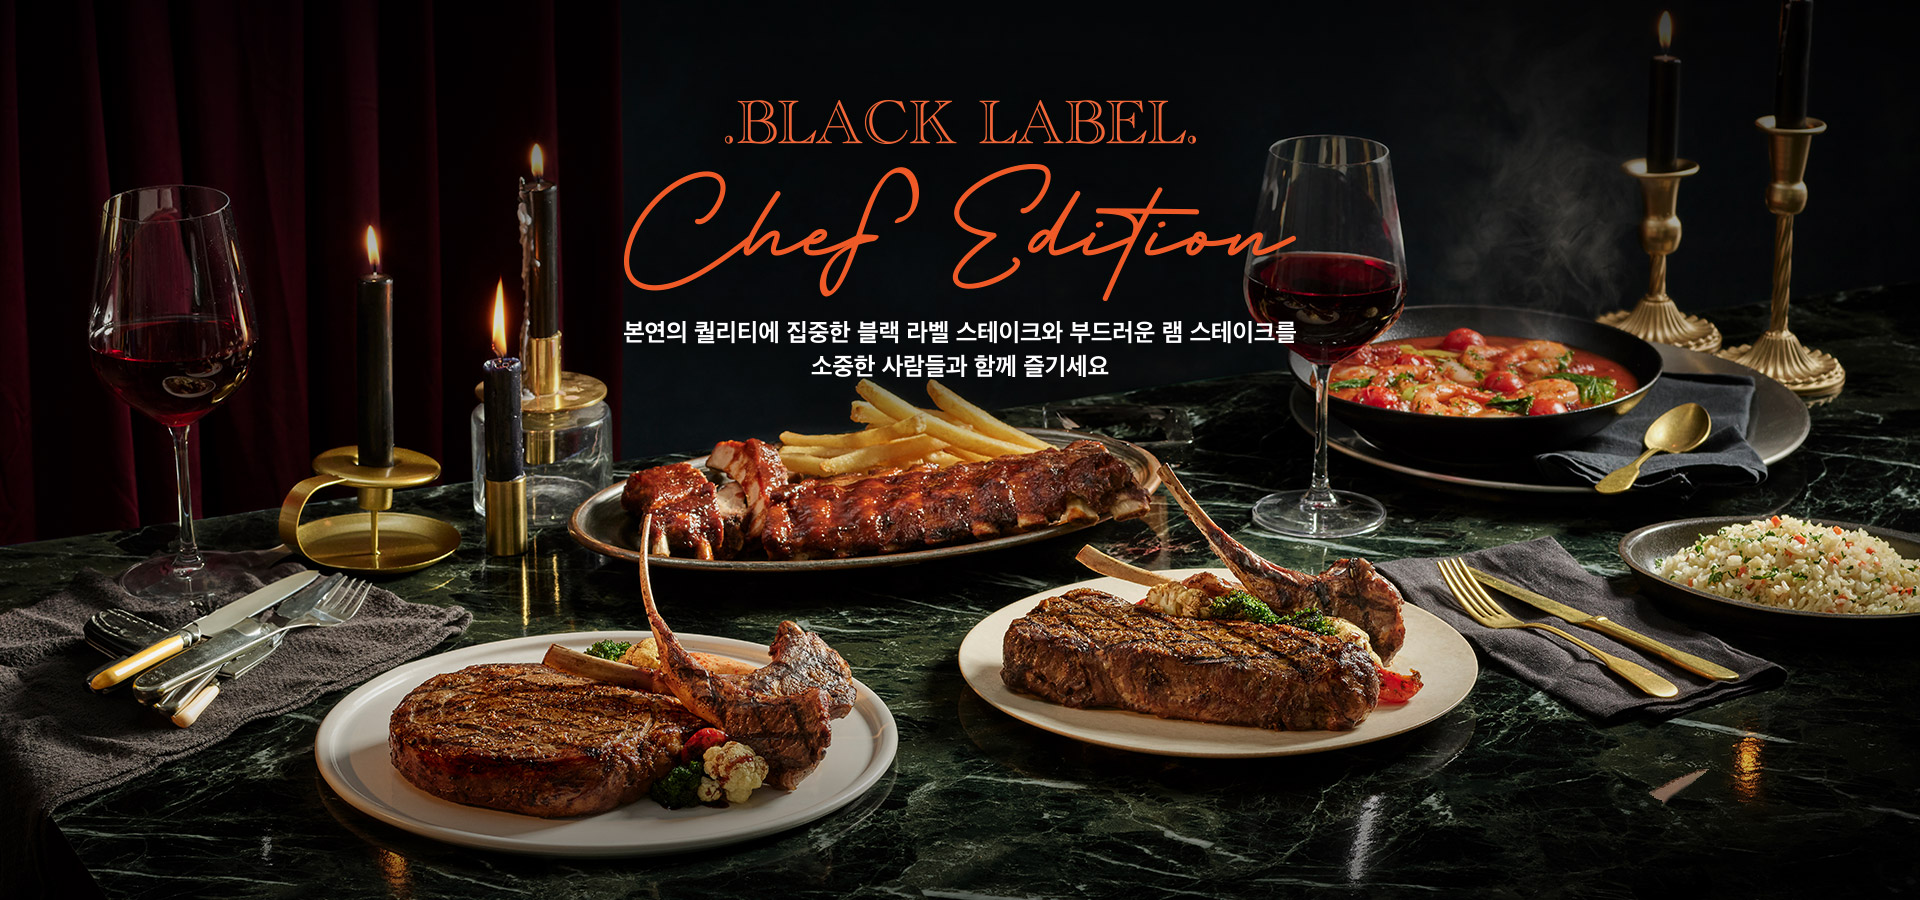 .BLACK LABEL.
Chef Edition
본연의 퀄리티에 집중한 블랙 라벨 스테이크와 부드러운 램 스테이크를
소중한 사람들과 함께 즐기세요